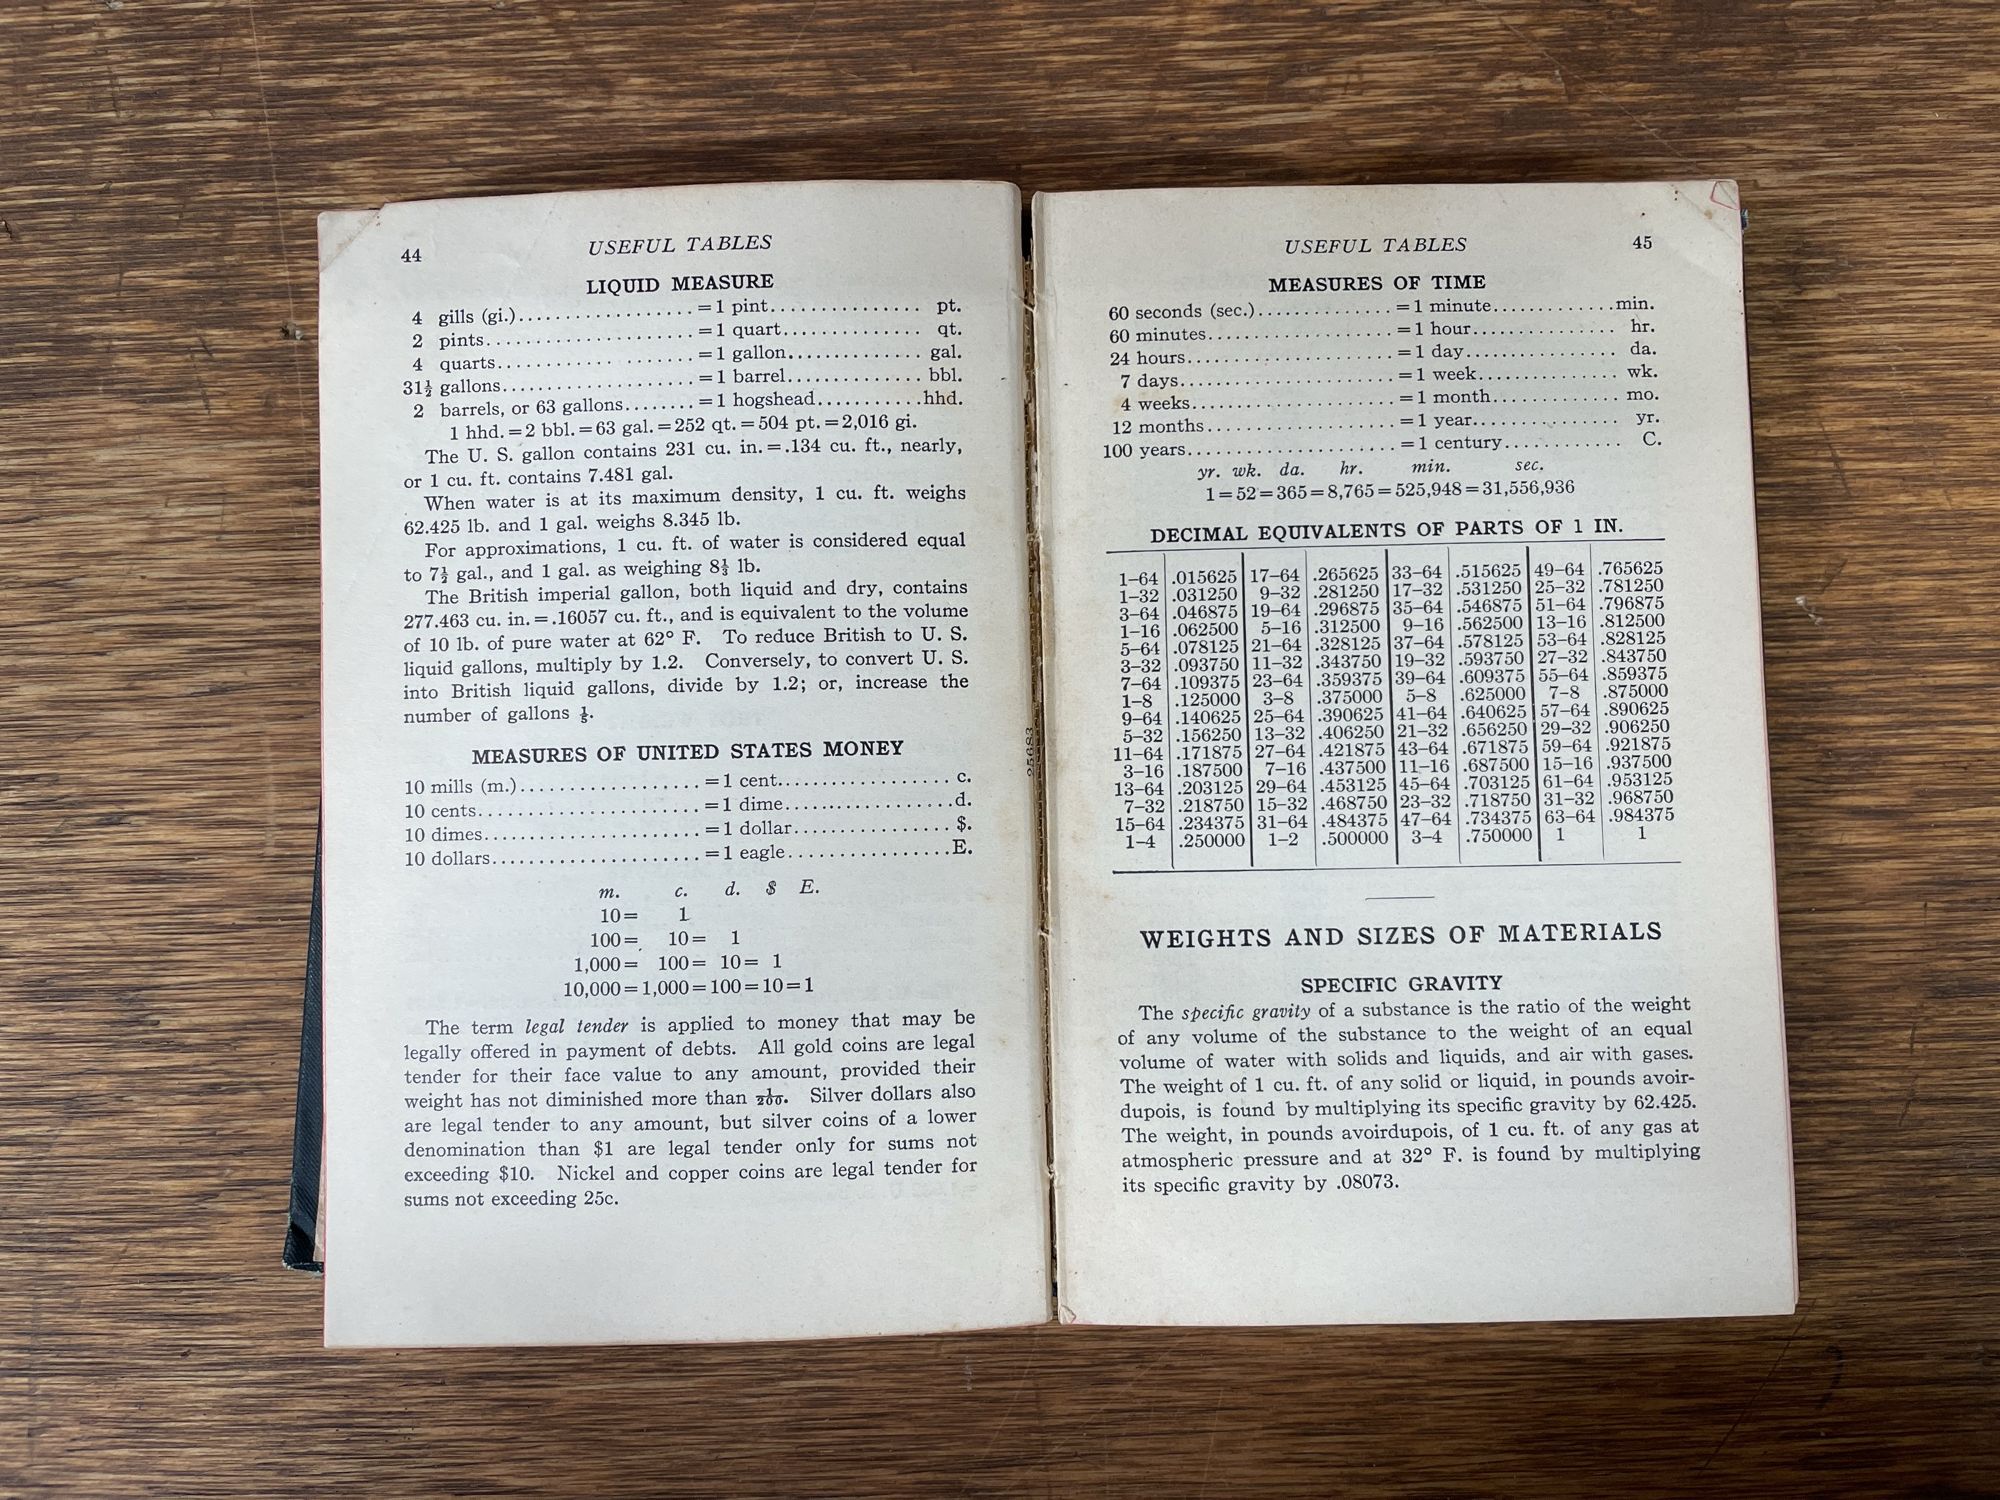 44 USEFUL TABLES
LIQUID MEASURE
4 gills (gi.)..................=1 pint................ pt.
2 pints......................=1 quart............... qt.
4 quarts.....................=1 gallon.............. gal.
31½ gallons....................=1 barrel.............. bbl.
2 barrels, or 63 gallons........=1 hogshead...........hhd.
1 hhd.=2 bbl.=63 gal.=252 qt.=504 pt.=2,016 gi.
The U. S. gallon contains 231 cu. in.=.134 cu. ft., nearly,
or 1 cu. ft. contains 7.481 gal.
When water is at its maximum density, 1 cu. ft. weighs
62.425 lb. and 1 gal. weighs 8.345 lb.
For approximations, 1 cu. ft. of water is considered equal
to 7½ gal., and 1 gal. as weighing 8⅓ lb.
The British imperial gallon, both liquid and dry, contains
277.463 cu. in.=.16057 cu. ft., and is equivalent to the volume
of 10 lb. of pure water at 62° F. To reduce British to U. S.
liquid gallons, multiply by 1.2. Conversely, to convert U. S.
into British liquid gallons, divide by 1.2; or, increase the
number of gallons ⅕.
MEASURES OF UNITED STATES MONEY
10 mills (m.)...................=1 cent.................. c.
10 cents.......................=1 dime..................d.
10 dimes......................=1 dollar................ $.
10 dollars.....................=1 eagle.................E.
m. c. d. $ E.
10= 1
100= 10= 1
1,000= 100= 10= 1
10,000=1,000=100=10=1
The term legal tender is applied to money that may be
legally offered in payment of debts. All gold coins are legal
tender for their face value to any amount, provided their
weight has not diminished more than 1/200. Silver dollars also
are legal tender to any amount, but silver coins of a lower
denomination than $1 are legal tender only for sums not
exceeding $10. Nickel and copper coins are legal tender for
sums not exceeding 25c.
25683
USEFUL TABLES 45
MEASURES OF TIME
60 seconds (sec.)..............=1 minute.............min.
60 minutes...................=1 hour............... hr.
24 hours.....................=1 day................ da.
7 days......................=1 week............... wk.
4 weeks.....................=1 month............. mo.
12 months....................=1 year............... yr.
100 years......................=1 century............ C.
yr. wk. da. hr. min. sec.
1=52=365=8,765=525,948=31,556,936
DECIMAL EQUIVALENTS OF PARTS OF 1 IN.
1–64 .015625 17–64 .265625 33–64 .515625 49–64 .765625
1–32 .031250 9–32 .281250 17–32 .531250 25–32 .781250
3–64 .046875 19–64 .296875 35–64 .546875 51–64 .796875
1–16 .062500 5–16 .312500 9–16 .562500 13–16 .812500
5–64 .078125 21–64 .328125 37–64 .578125 53–64 .828125
3–32 .093750 11–32 .343750 19–32 .593750 27–32 .843750
7–64 .109375 23–64 .359375 39–64 .609375 55–64 .859375
1–8 .125000 3–8 .375000 5–8 .625000 7–8 .875000
9–64 .140625 25–64 .390625 41–64 .640625 57–64 .890625
5–32 .156250 13–32 .406250 21–32 .656250 29–32 .906250
11–64 .171875 27–64 .421875 43–64 .671875 59–64 .921875
3–16 .187500 7–16 .437500 11–16 .687500 15–16 .937500
13–64 .203125 29–64 .453125 45–64 .703125 61–64 .953125
7–32 .218750 15–32 .468750 23–32 .718750 31–32 .968750
15–64 .234375 31–64 .484375 47–64 .734375 63–64 .984375
1–4 .250000 1–2 .500000 3–4 .750000 1 1
WEIGHTS AND SIZES OF MATERIALS
SPECIFIC GRAVITY
The specific gravity of a substance is the ratio of the weight
of any volume of the substance to the weight of an equal
volume of water with solids and liquids, and air with gases.
The weight of 1 cu. ft. of any solid or liquid, in pounds avoir-
dupois, is found by multiplying its specific gravity by 62.425.
The weight, in pounds avoirdupois, of 1 cu. ft. of any gas at
atmospheric pressure and at 32° F. is found by multiplying
its specific gravity by .08073.